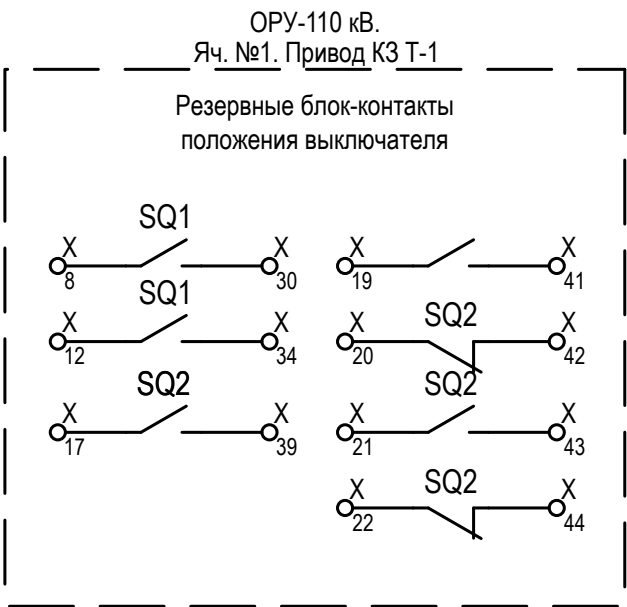 ОРУ-110 кВ.
Яч. №1. Привод КЗ Т-1
Резервные блок-контакты
положения выключателя
SQ1
X X
8 30
SQ1
X X
12 34
SQ2
X X
17 39
X X
19 41
SQ2
X X
20 42
SQ2
X X
21 43
SQ2
X X
22 44